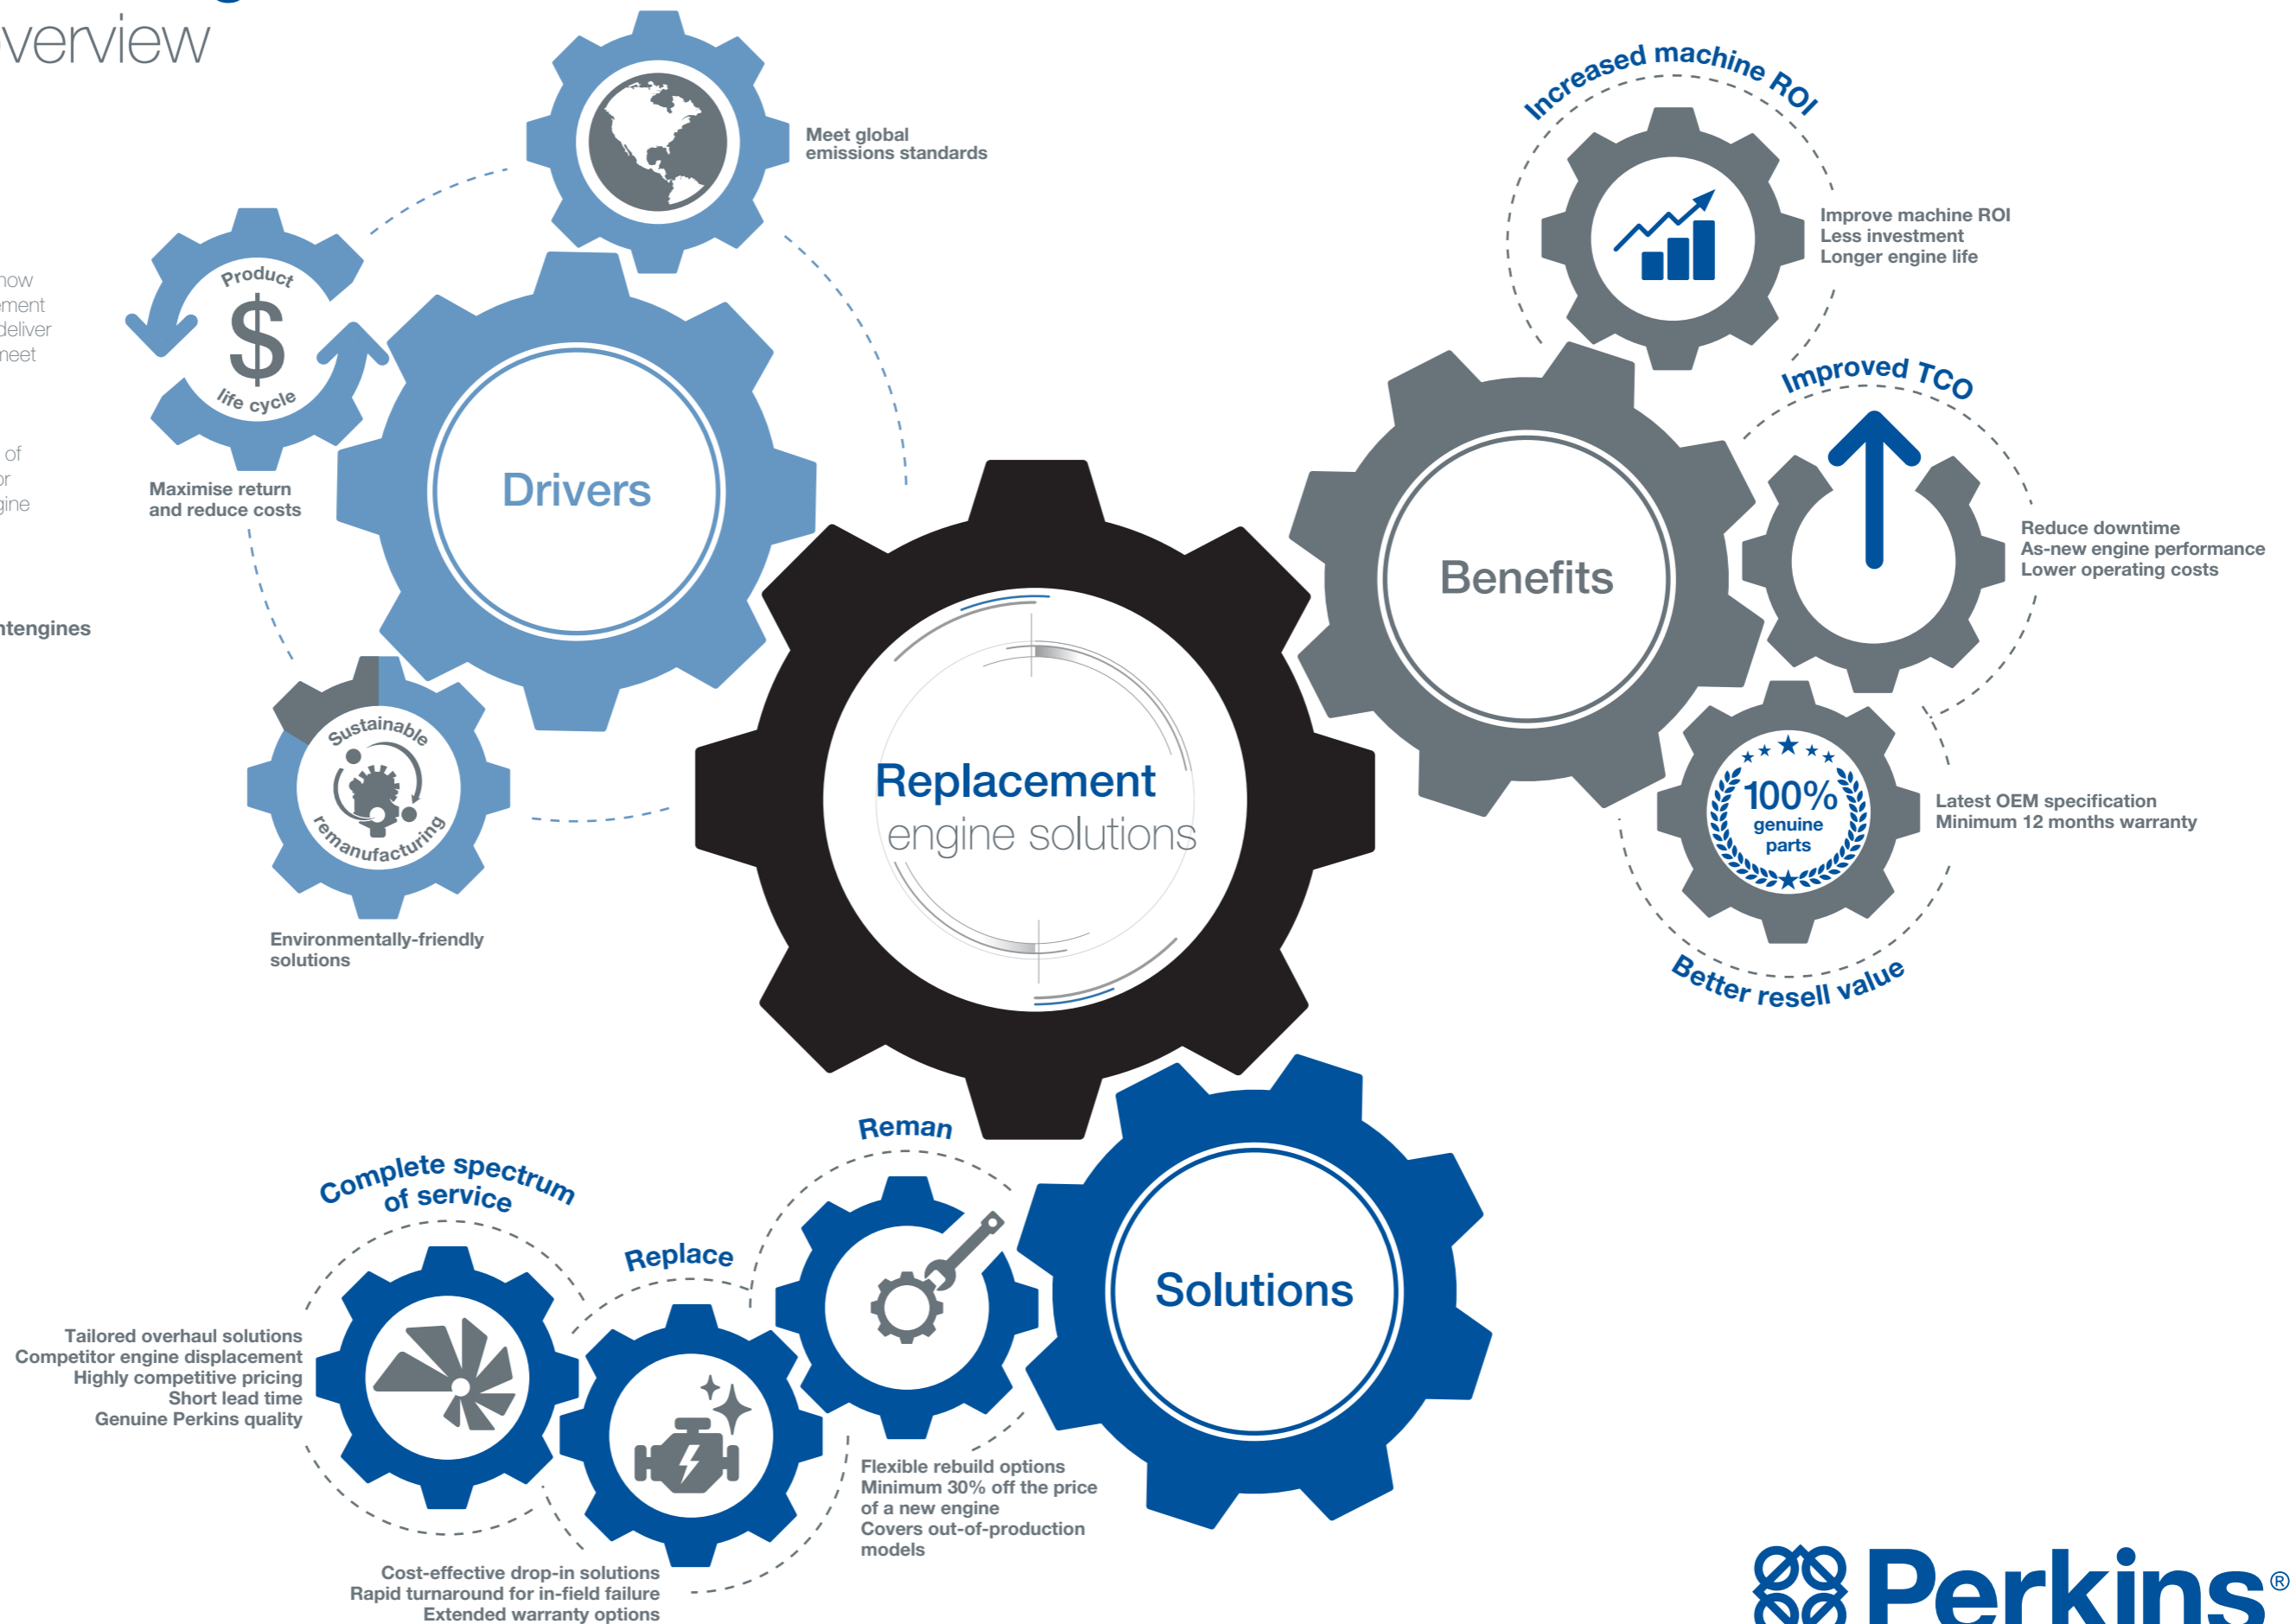 overview
Meet global
emissions standards
Product
$
life cycle
Maximise return
and reduce costs
of
Drivers
Sustainable
remanufacturing
Environmentally-friendly
solutions
Replacement
engine solutions
Increased machine ROI
Improve machine ROI
Less investment
Longer engine life
Improved TCO
Reduce downtime
As-new engine performance
Lower operating costs
Benefits
100%
genuine
parts
Latest OEM specification
Minimum 12 months warranty
Better resell value
Reman
Complete spectrum
of service
Replace
Solutions
Tailored overhaul solutions
Competitor engine displacement
Highly competitive pricing
Short lead time
Genuine Perkins quality
Flexible rebuild options
Minimum 30% off the price
of a new engine
Covers out-of-production
models
Cost-effective drop-in solutions
Rapid turnaround for in-field failure
Extended warranty options
Perkins®